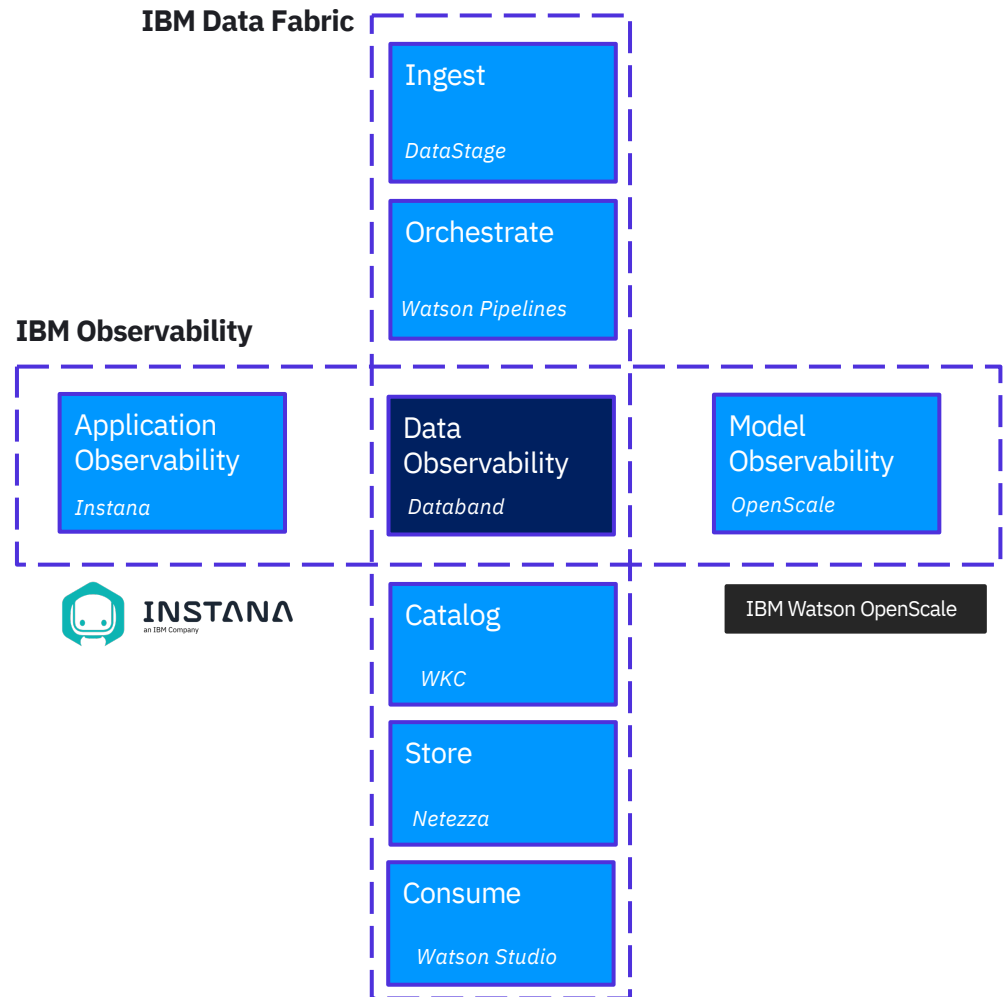 IBM Data Fabric
Ingest
DataStage
Orchestrate
Watson Pipelines
IBM Observability
Application
Observability
Instana
Data
Observability
Databand
Model
Observability
OpenScale
INSTANA
an IBM Company
IBM Watson OpenScale
Catalog
WKC
Store
Netezza
Consume
Watson Studio